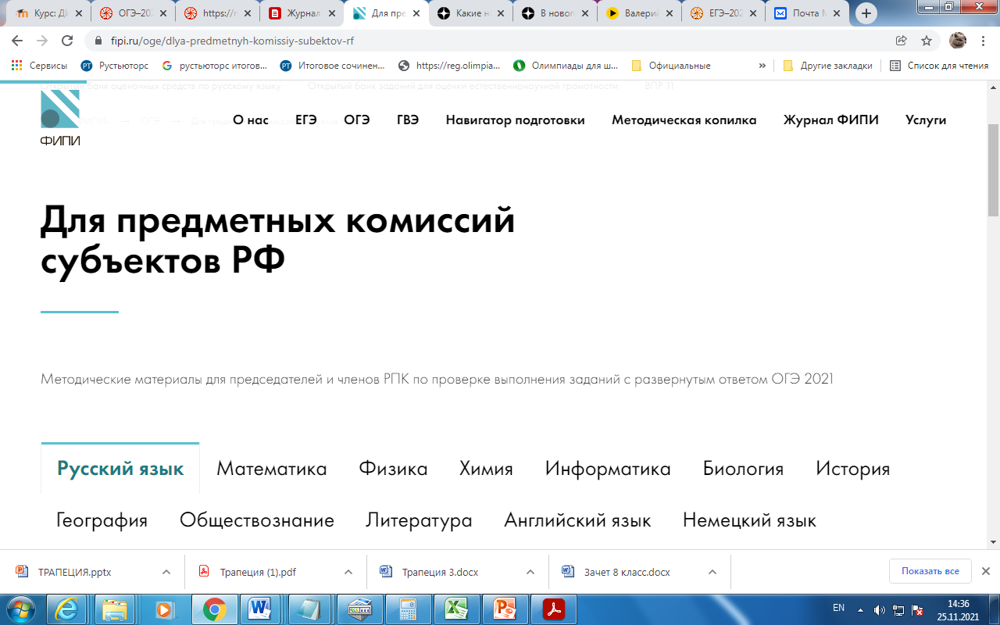 Курс: ДИ
ОГЭ–202
https://r
Журнал
Для пре
Какие н
В новог
Валерий
ЕГЭ–202
Почта M
fipi.ru/oge/dlya-predmetnyh-komissiy-subektov-rf
Сервисы
Рустьюторс
рустьюторс итогов...
Итоговое сочинен...
https://reg.olimpia...
Олимпиады для ш...
Официальные
»
Другие закладки
Список для чтения
Открытый банк оценочных средств по русскому языку
Открытый банк заданий для оценки естественнонаучной грамотности
ВПР 11
ФИПИ
О нас
ЕГЭ
ОГЭ
ГВЭ
Навигатор подготовки
Методическая копилка
Журнал ФИПИ
Услуги
Для предметных комиссий
субъектов РФ
Методические материалы для председателей и членов РПК по проверке выполнения заданий с развернутым ответом ОГЭ 2021
Русский язык
Математика
Физика
Химия
Информатика
Биология
История
География
Обществознание
Литература
Английский язык
Немецкий язык
ТРАПЕЦИЯ.pptx
Трапеция (1).pdf
Трапеция 3.docx
Зачет 8 класс.docx
Показать все
EN
14:36
25.11.2021